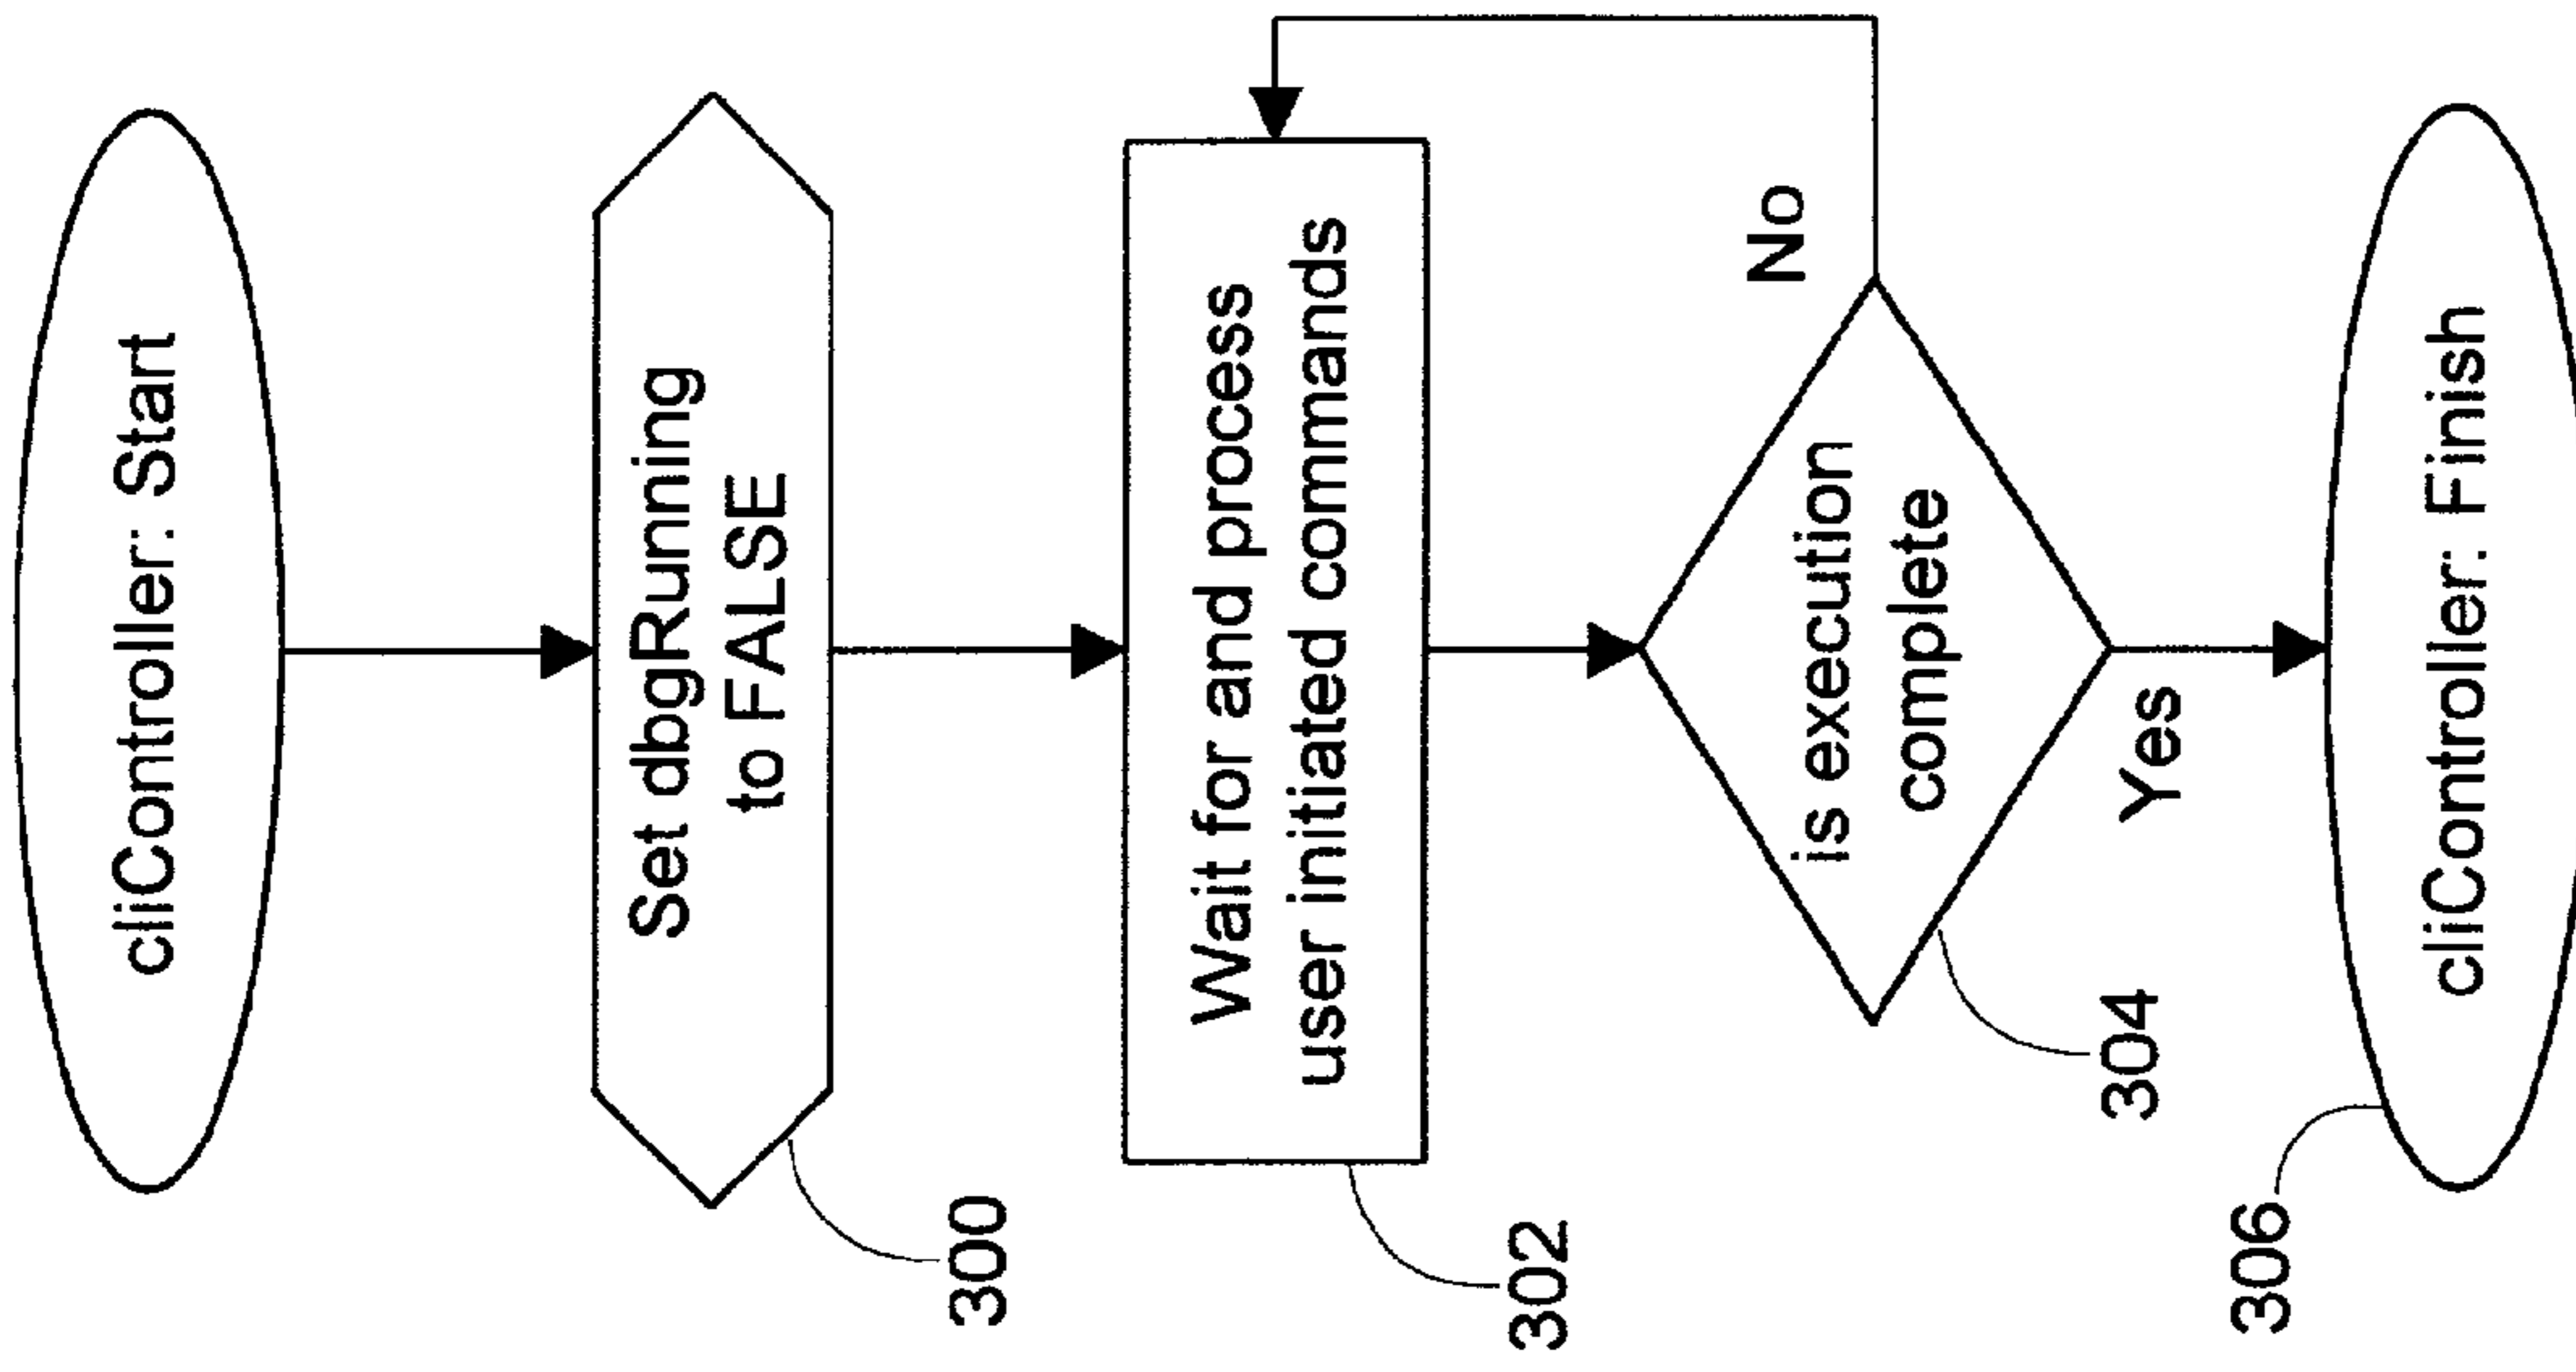 cliController: Start
Set dbgRunning
to FALSE
300
Wait for and process
user initiated commands
302
is execution
complete
No
304
Yes
cliController: Finish
306